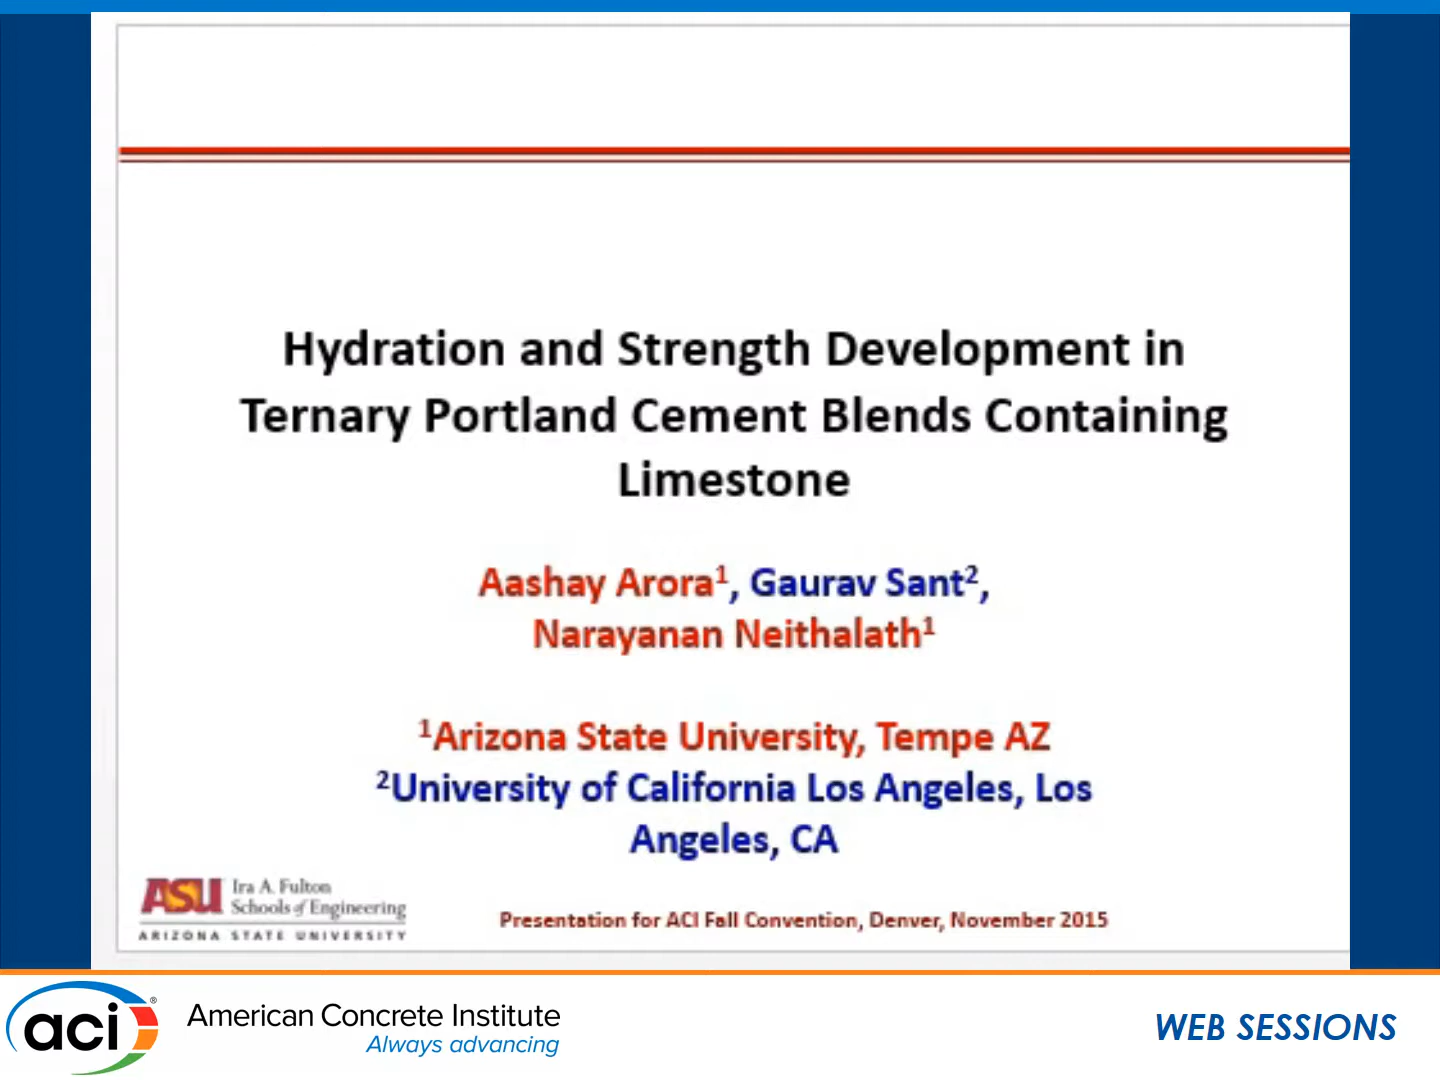 Hydration and Strength Development in
Ternary Portland Cement Blends Containing
Limestone
Aashay Arora¹, Gaurav Sant²,
Narayanan Neithalath¹
¹Arizona State University, Tempe AZ
²University of California Los Angeles, Los
Angeles, CA
ASU Ira A. Fulton
Schools of Engineering
ARIZONA STATE UNIVERSITY
Presentation for ACI Fall Convention, Denver, November 2015
aci® American Concrete Institute
Always advancing
WEB SESSIONS